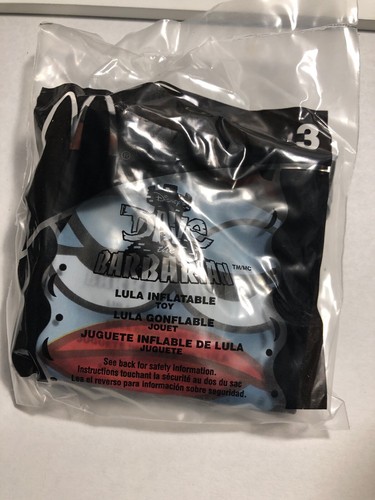 13
DAVE
THE
BARBARIAN TM/MC
LULA INFLATABLE
TOY
LULA GONFLABLE
JOUET
JUGUETE INFLABLE DE LULA
JUGUETE
See back for safety information.
Instructions touchant la sécurité au dos du sac
Lea el reverso para información sobre seguridad.